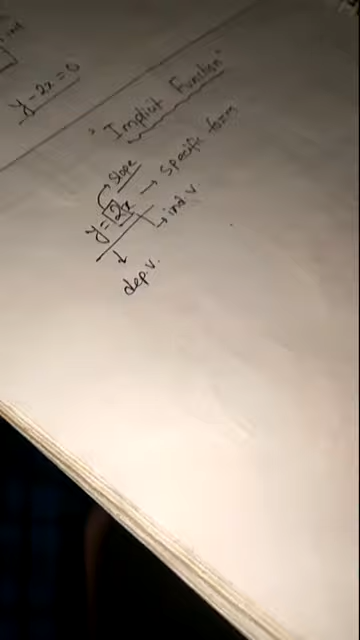 y - 2x = 0
"Implicit Function"
slope
y = 2x → specific form
→ ind.v.
↓
dep.v.